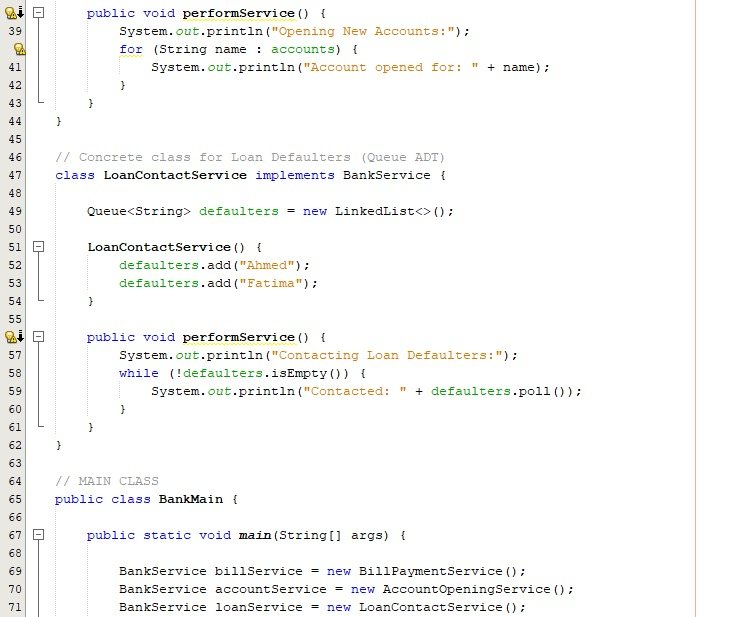 public void performService() {
39        System.out.println("Opening New Accounts:");
        for (String name : accounts) {
41            System.out.println("Account opened for: " + name);
42        }
43    }
44 }
45
46 // Concrete class for Loan Defaulters (Queue ADT)
47 class LoanContactService implements BankService {
48
49    Queue<String> defaulters = new LinkedList<>();
50
51    LoanContactService() {
52        defaulters.add("Ahmed");
53        defaulters.add("Fatima");
54    }
55
    public void performService() {
57        System.out.println("Contacting Loan Defaulters:");
58        while (!defaulters.isEmpty()) {
59            System.out.println("Contacted: " + defaulters.poll());
60        }
61    }
62 }
63
64 // MAIN CLASS
65 public class BankMain {
66
67    public static void main(String[] args) {
68
69        BankService billService = new BillPaymentService();
70        BankService accountService = new AccountOpeningService();
71        BankService loanService = new LoanContactService();